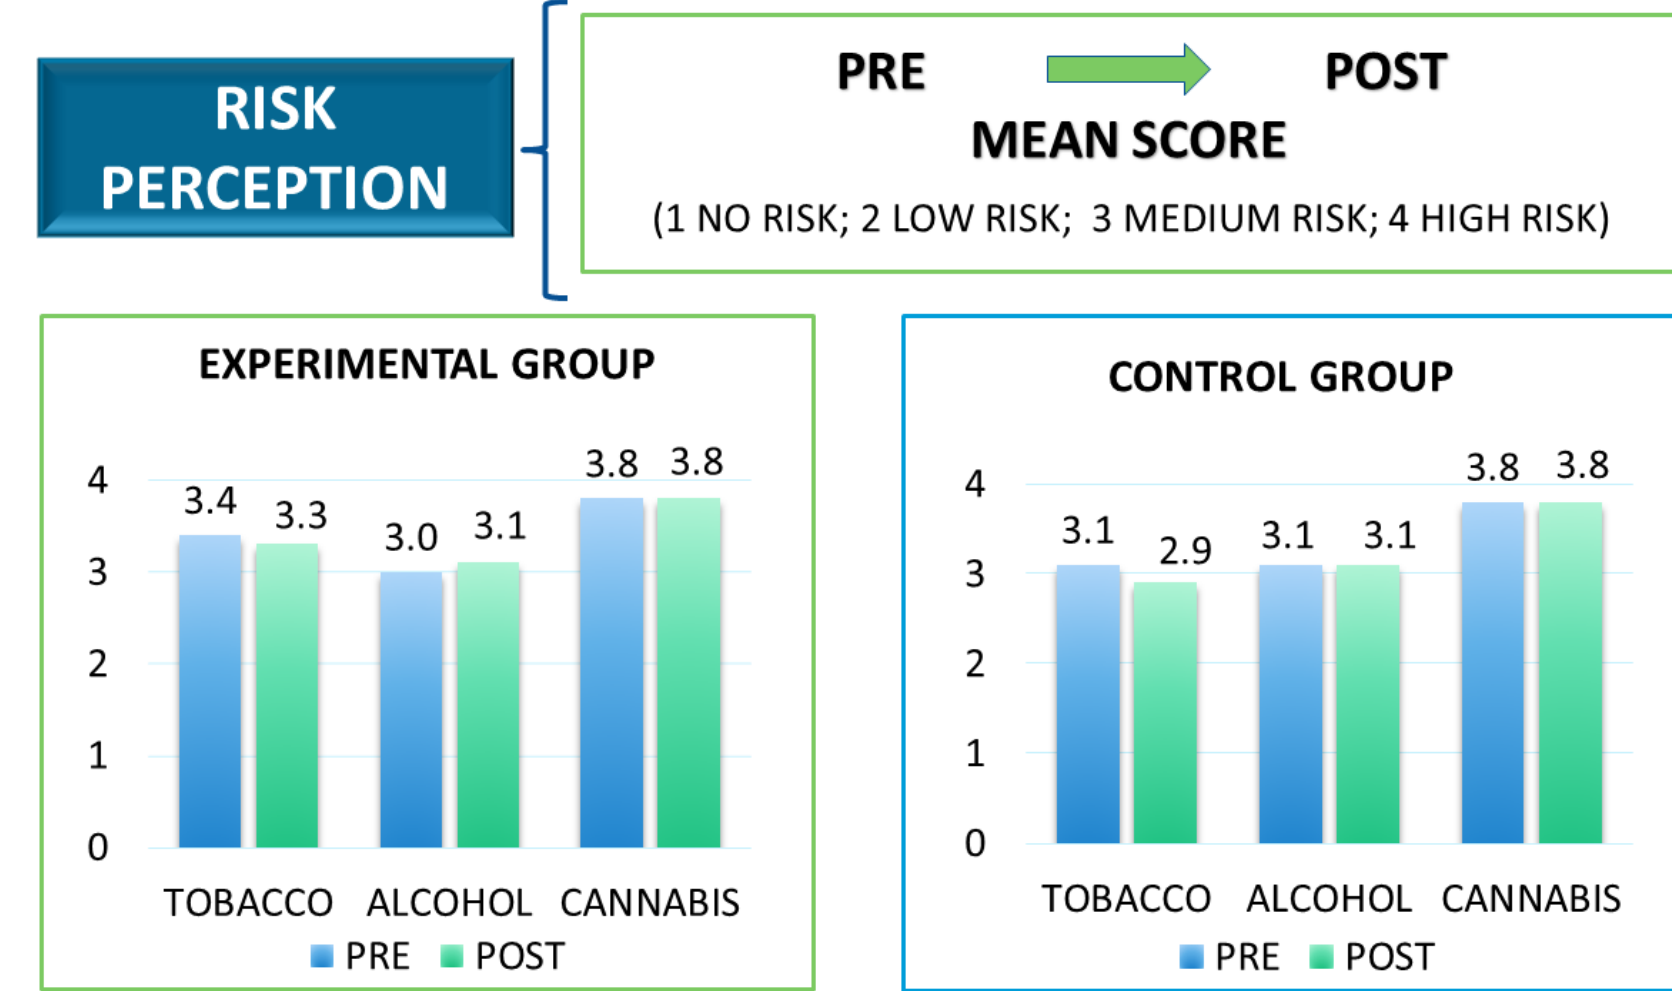 RISK
PERCEPTION
PRE POST
MEAN SCORE
(1 NO RISK; 2 LOW RISK; 3 MEDIUM RISK; 4 HIGH RISK)
EXPERIMENTAL GROUP
4
3
2
1
0
3.4 3.3 3.0 3.1 3.8 3.8
TOBACCO ALCOHOL CANNABIS
PRE POST
CONTROL GROUP
4
3
2
1
0
3.1 2.9 3.1 3.1 3.8 3.8
TOBACCO ALCOHOL CANNABIS
PRE POST